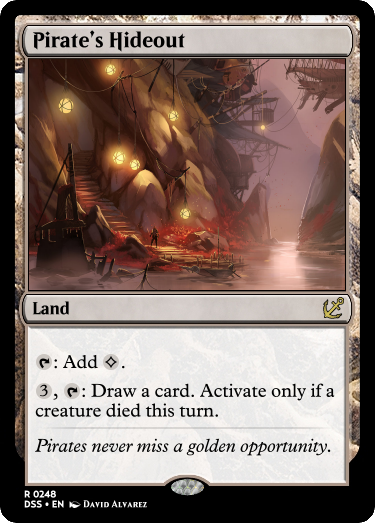 Pirate's Hideout
Land
: Add .
3, : Draw a card. Activate only if a
creature died this turn.
Pirates never miss a golden opportunity.
R 0248
DSS • EN David Alvarez